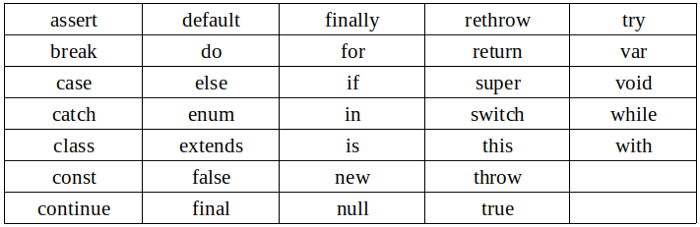 assert default finally rethrow try
break do for return var
case else if super void
catch enum in switch while
class extends is this with
const false new throw
continue final null true